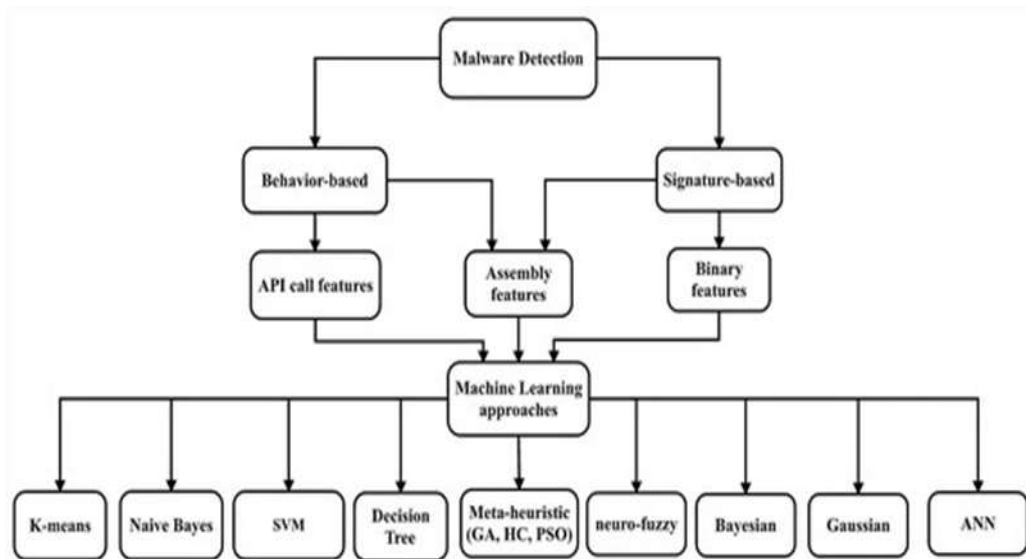 Malware Detection
Behavior-based
Signature-based
API call features
Assembly
features
Binary
features
Machine Learning
approaches
K-means
Naive Bayes
SVM
Decision
Tree
Meta-heuristic
(GA, HC, PSO)
neuro-fuzzy
Bayesian
Gaussian
ANN